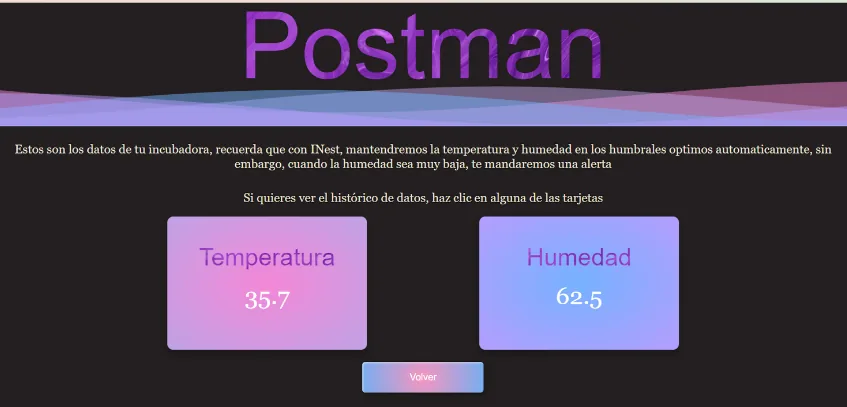 Postman
Estos son los datos de tu incubadora, recuerda que con INest, mantendremos la temperatura y humedad en los humbrales optimos automaticamente, sin
embargo, cuando la humedad sea muy baja, te mandaremos una alerta
Si quieres ver el histórico de datos, haz clic en alguna de las tarjetas
Temperatura
35.7
Humedad
62.5
Volver